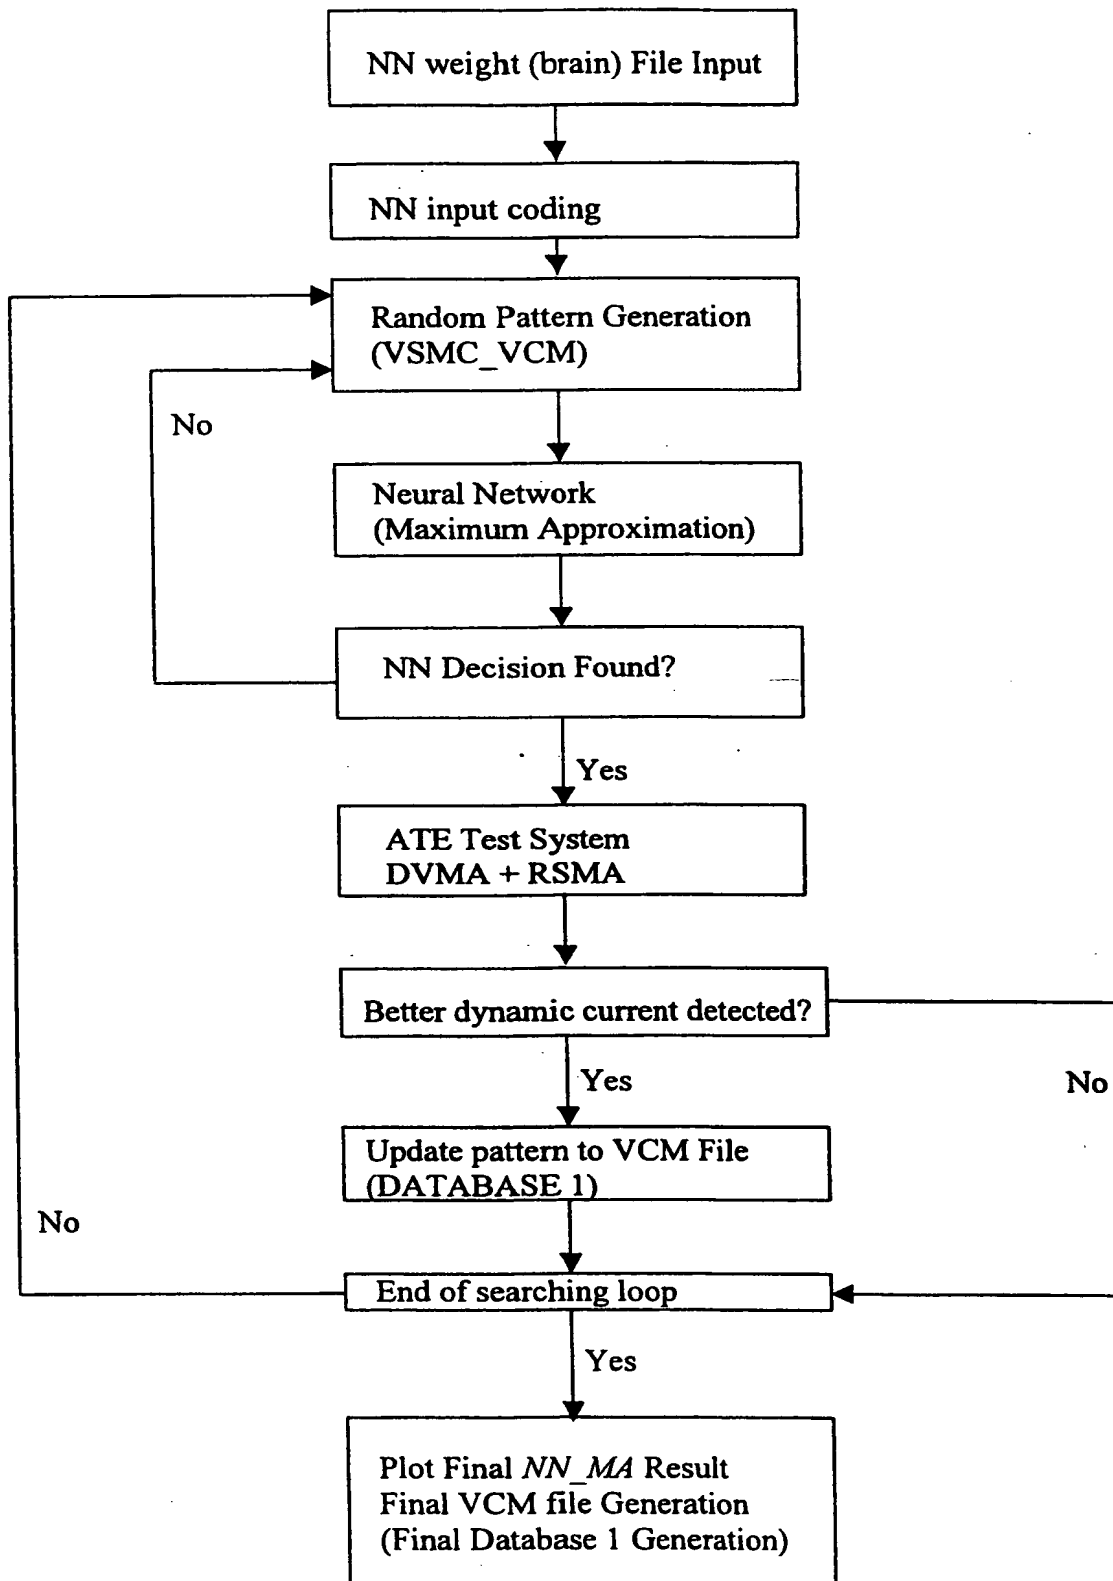 NN weight (brain) File Input
NN input coding
Random Pattern Generation
(VSMC_VCM)
No
Neural Network
(Maximum Approximation)
NN Decision Found?
Yes
ATE Test System
DVMA + RSMA
Better dynamic current detected?
Yes
No
Update pattern to VCM File
(DATABASE 1)
No
End of searching loop
Yes
Plot Final NN_MA Result
Final VCM file Generation
(Final Database 1 Generation)